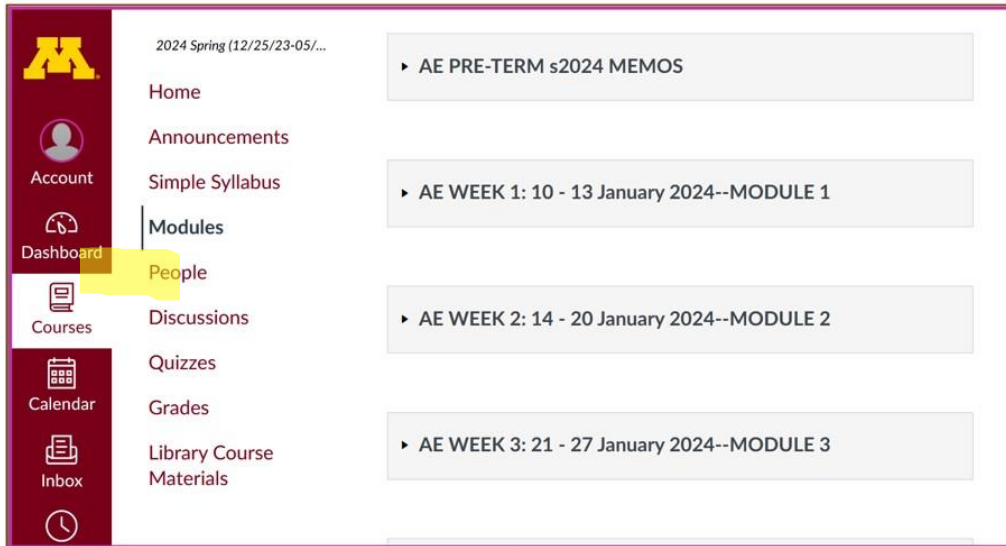 Account
Dashboard
Courses
Calendar
Inbox
2024 Spring (12/25/23-05/...
Home
Announcements
Simple Syllabus
Modules
People
Discussions
Quizzes
Grades
Library Course
Materials
AE PRE-TERM s2024 MEMOS
AE WEEK 1: 10 - 13 January 2024--MODULE 1
AE WEEK 2: 14 - 20 January 2024--MODULE 2
AE WEEK 3: 21 - 27 January 2024--MODULE 3